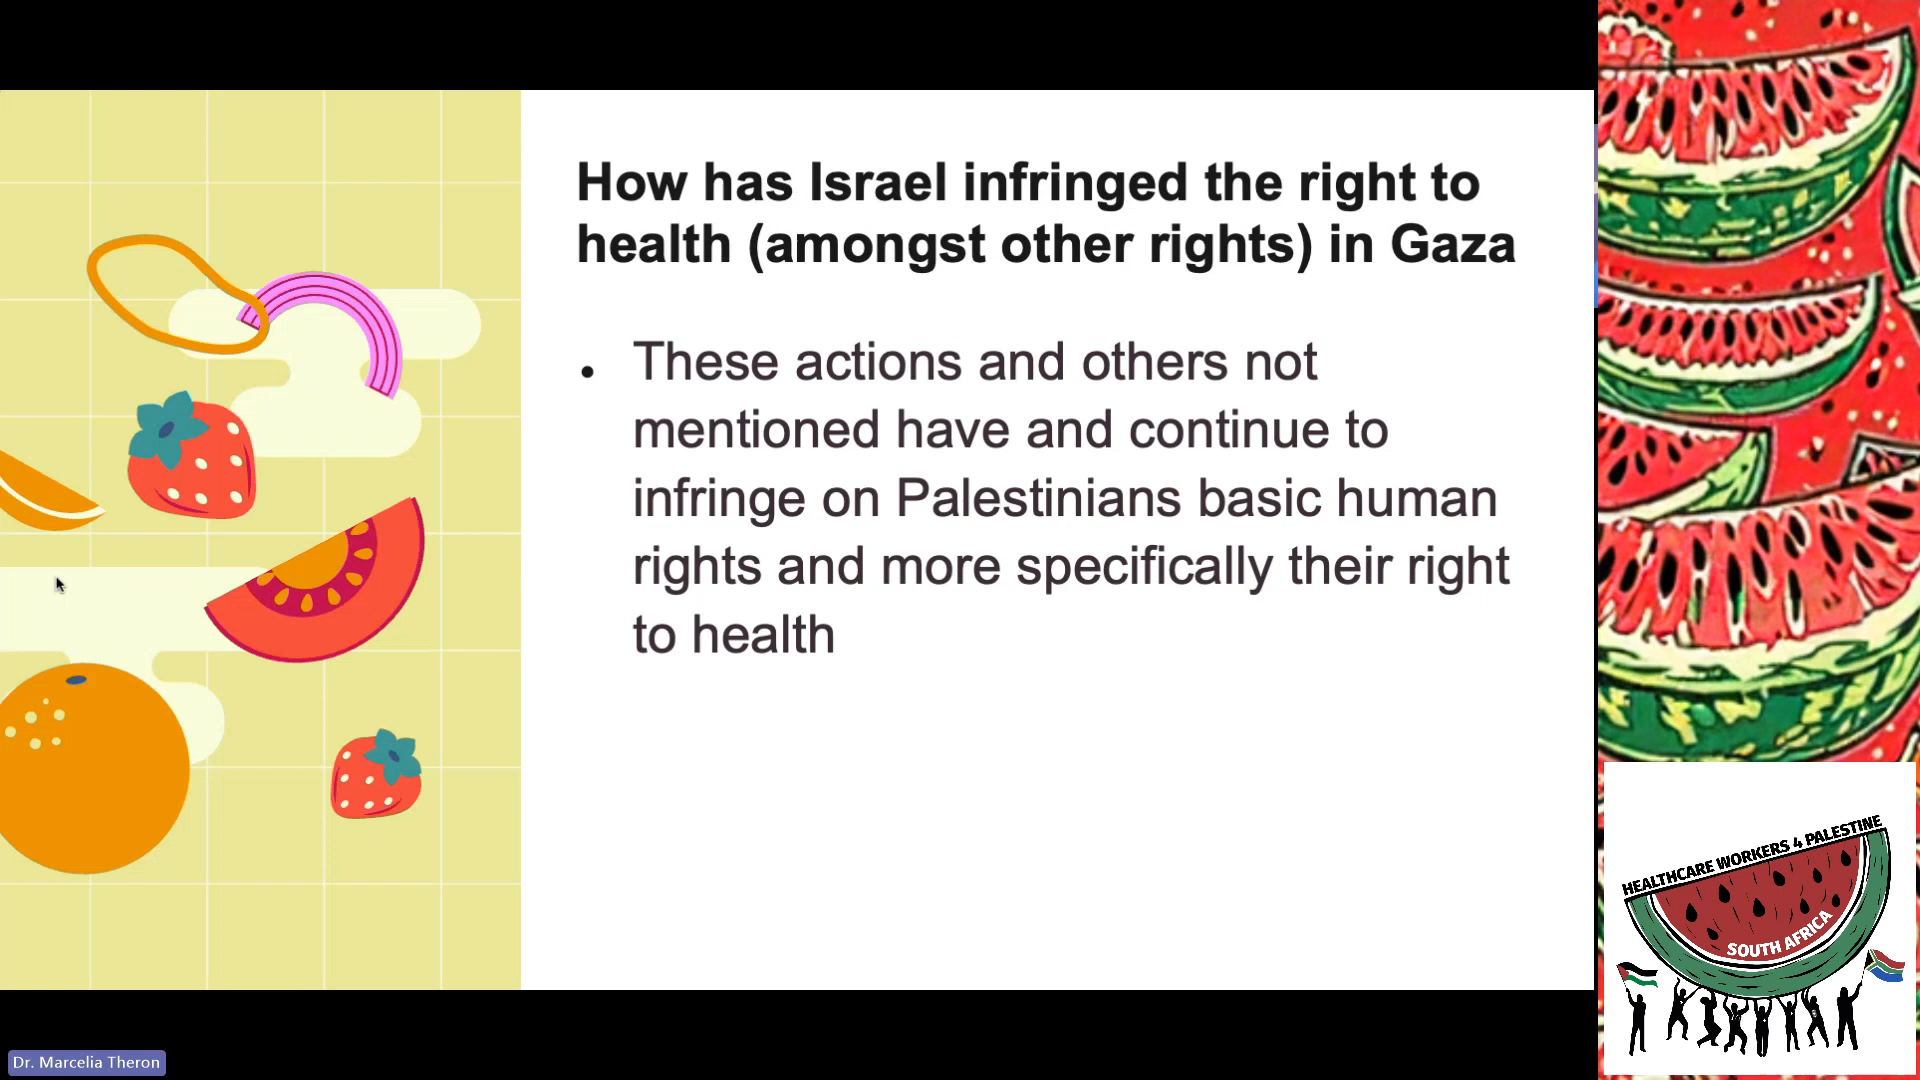 How has Israel infringed the right to
health (amongst other rights) in Gaza
• These actions and others not
mentioned have and continue to
infringe on Palestinians basic human
rights and more specifically their right
to health
HEALTHCARE WORKERS 4 PALESTINE
SOUTH AFRICA
Dr. Marcelia Theron